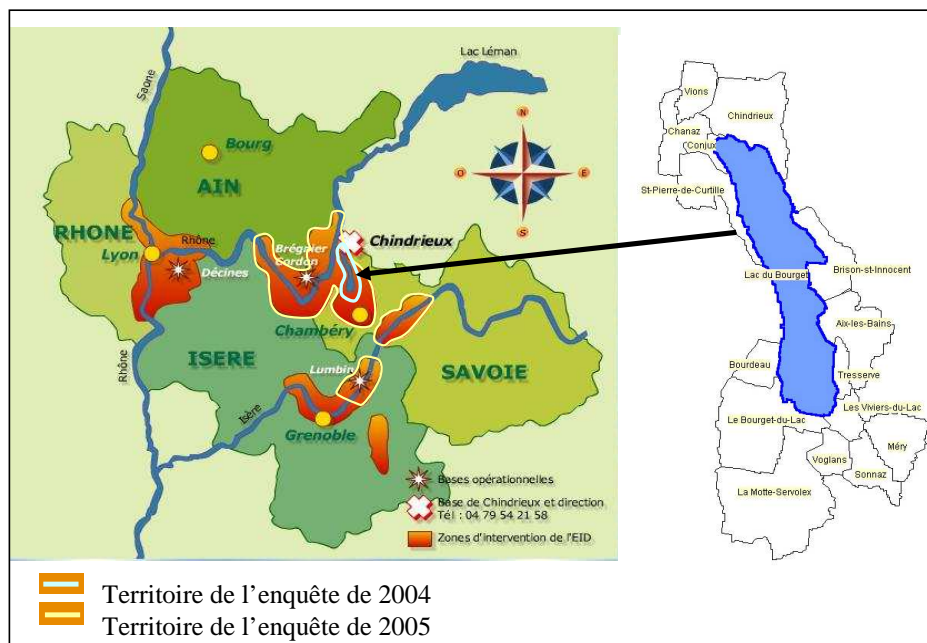 Lac Léman
Saone
N
O
E
S
Bourg
AIN
RHONE
Lyon
Rhône
Décines
Brégnier
Cordon
Chindrieux
Chambéry
ISERE
SAVOIE
Lumbin
Rhône
Isère
Grenoble
Bases opérationnelles
Base de Chindrieux et direction
Tél : 04 79 54 21 58
Zones d'intervention de l'EID
Vions
Chindrieux
Chanaz
Conjux
St-Pierre-de-Curtille
Lac du Bourget
Brison-st-Innocent
Aix-les-Bains
Bourdeau
Tresserve
Les Viviers-du-Lac
Le Bourget-du-Lac
Méry
Voglans
Sonnaz
La Motte-Servolex
Territoire de l'enquête de 2004
Territoire de l'enquête de 2005